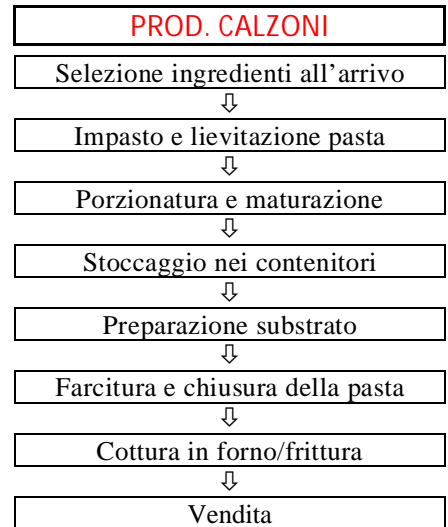 PROD. CALZONI
Selezione ingredienti all'arrivo
⇩
Impasto e lievitazione pasta
⇩
Porzionatura e maturazione
⇩
Stoccaggio nei contenitori
⇩
Preparazione substrato
⇩
Farcitura e chiusura della pasta
⇩
Cottura in forno/frittura
⇩
Vendita